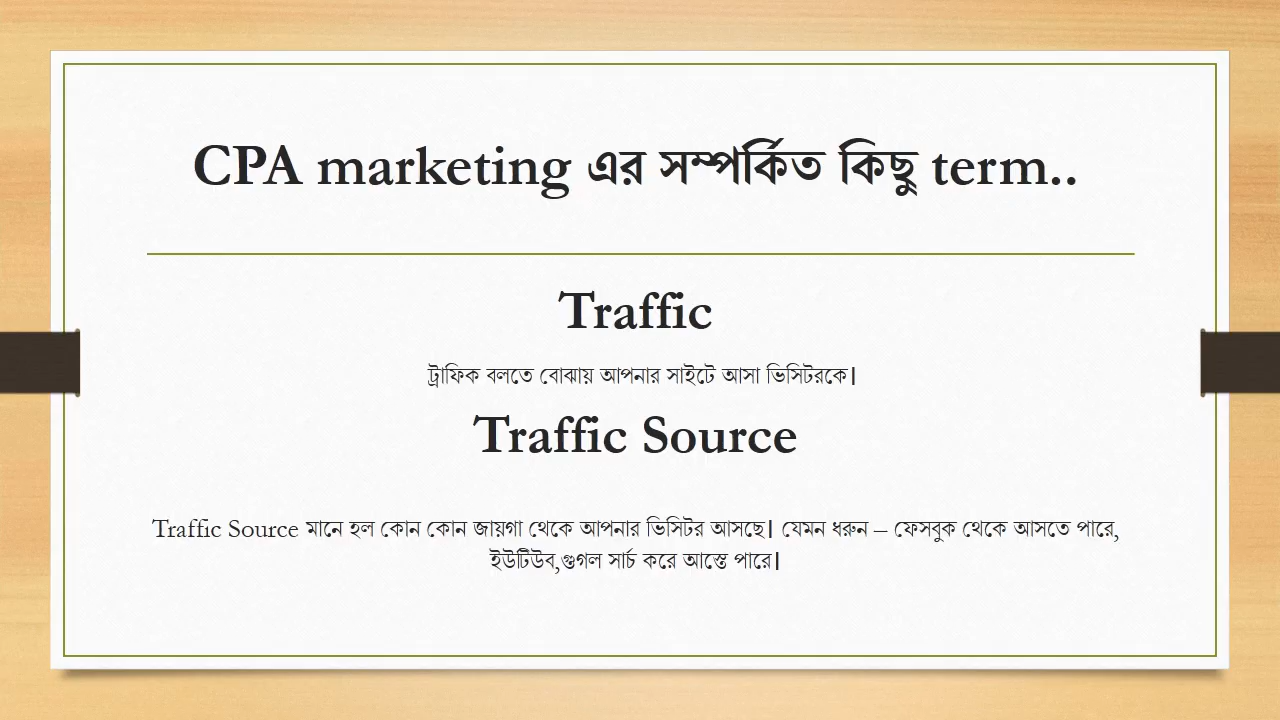 CPA marketing এর সম্পর্কিত কিছু term..
Traffic
ট্রাফিক বলতে বোঝায় আপনার সাইটে আসা ভিসিটরকে।
Traffic Source
Traffic Source মানে হল কোন কোন জায়গা থেকে আপনার ভিসিটর আসছে। যেমন ধরুন – ফেসবুক থেকে আসতে পারে,
ইউটিউব,গুগল সার্চ করে আস্তে পারে।